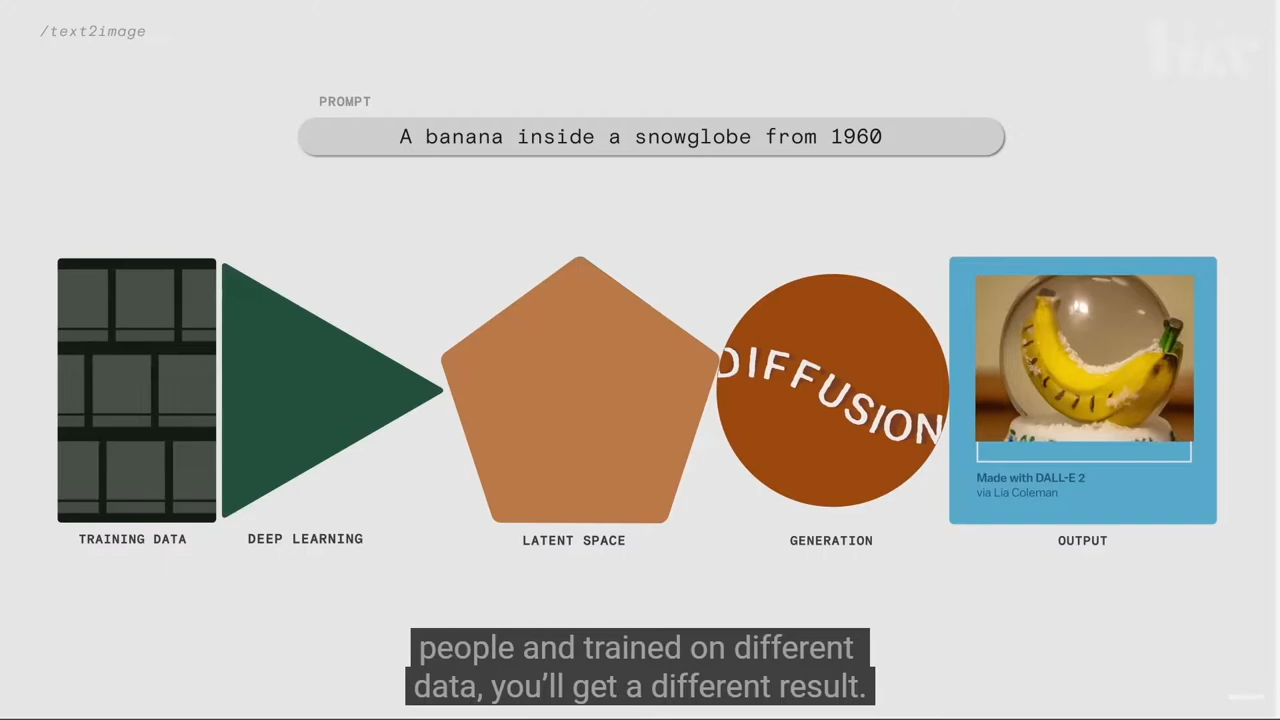 /text2image
PROMPT
A banana inside a snowglobe from 1960
DIFFUSION
Made with DALL-E 2
via Lia Coleman
TRAINING DATA
DEEP LEARNING
LATENT SPACE
GENERATION
OUTPUT
people and trained on different
data, you’ll get a different result.